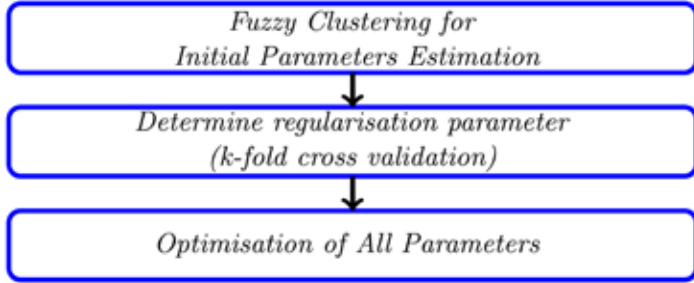 Fuzzy Clustering for
Initial Parameters Estimation
Determine regularisation parameter
(k-fold cross validation)
Optimisation of All Parameters